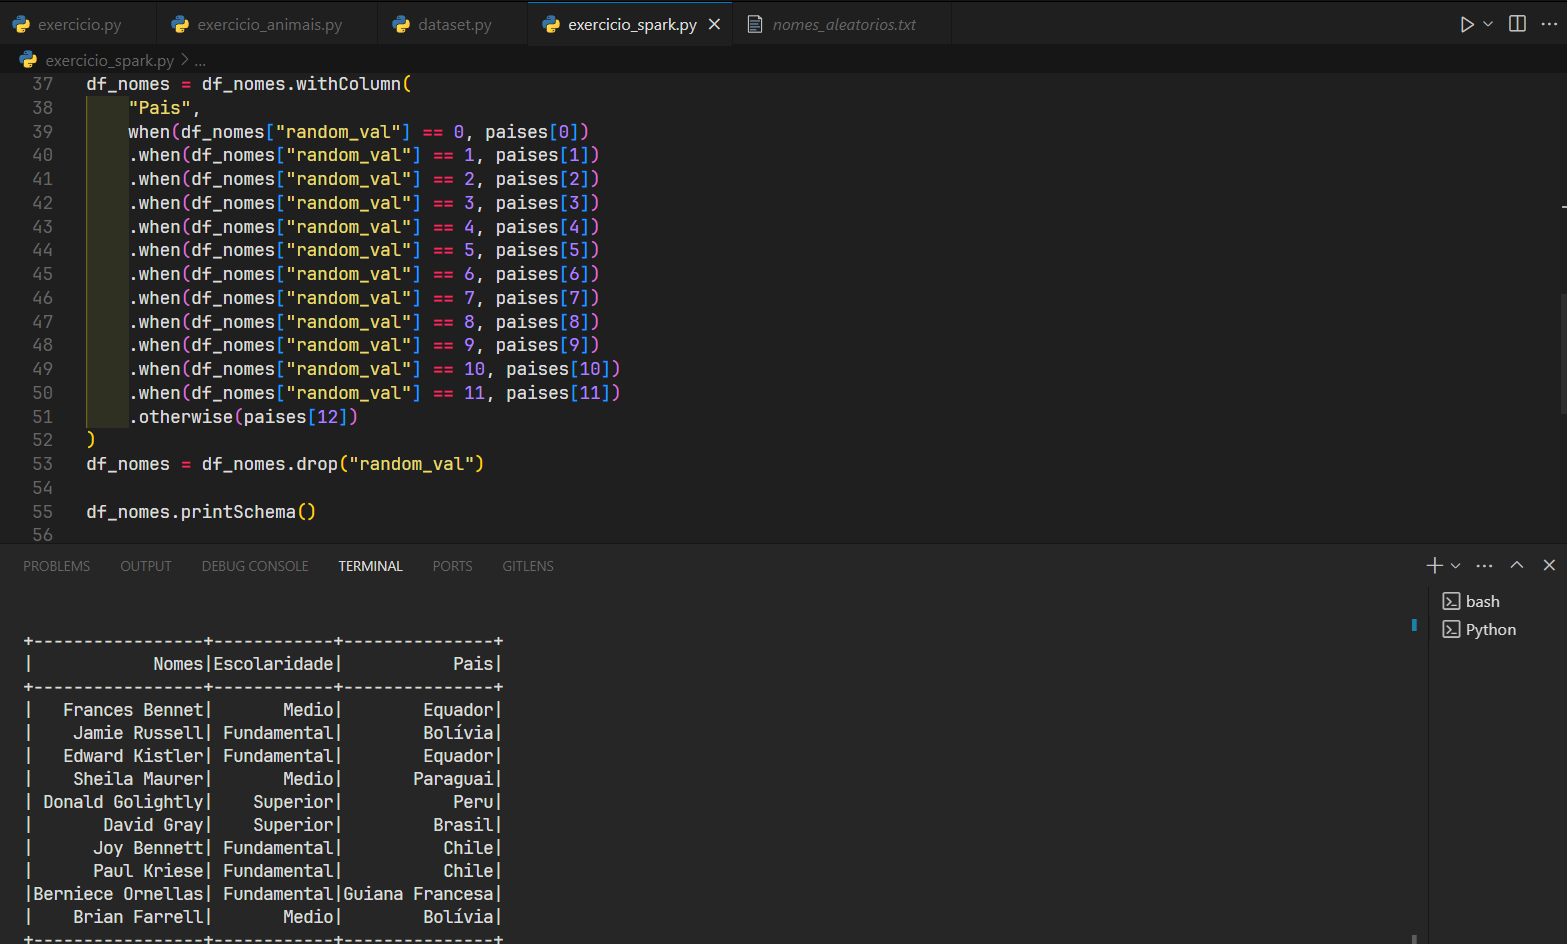 exercicio.py exercicio_animais.py dataset.py exercicio_spark.py nomes_aleatorios.txt
exercicio_spark.py > ...
37 df_nomes = df_nomes.withColumn(
38 "Pais",
39 when(df_nomes["random_val"] == 0, paises[0])
40 .when(df_nomes["random_val"] == 1, paises[1])
41 .when(df_nomes["random_val"] == 2, paises[2])
42 .when(df_nomes["random_val"] == 3, paises[3])
43 .when(df_nomes["random_val"] == 4, paises[4])
44 .when(df_nomes["random_val"] == 5, paises[5])
45 .when(df_nomes["random_val"] == 6, paises[6])
46 .when(df_nomes["random_val"] == 7, paises[7])
47 .when(df_nomes["random_val"] == 8, paises[8])
48 .when(df_nomes["random_val"] == 9, paises[9])
49 .when(df_nomes["random_val"] == 10, paises[10])
50 .when(df_nomes["random_val"] == 11, paises[11])
51 .otherwise(paises[12])
52 )
53 df_nomes = df_nomes.drop("random_val")
54
55 df_nomes.printSchema()
56
PROBLEMS OUTPUT DEBUG CONSOLE TERMINAL PORTS GITLENS
bash
Python
+-----------------+------------+---------------+
|            Nomes|Escolaridade|           Pais|
+-----------------+------------+---------------+
|   Frances Bennet|       Medio|        Equador|
|    Jamie Russell| Fundamental|        Bolívia|
|   Edward Kistler| Fundamental|        Equador|
|    Sheila Maurer|       Medio|       Paraguai|
| Donald Golightly|    Superior|           Peru|
|       David Gray|    Superior|         Brasil|
|      Joy Bennett| Fundamental|          Chile|
|      Paul Kriese| Fundamental|          Chile|
|Berniece Ornellas| Fundamental|Guiana Francesa|
|    Brian Farrell|       Medio|        Bolívia|
+-----------------+------------+---------------+